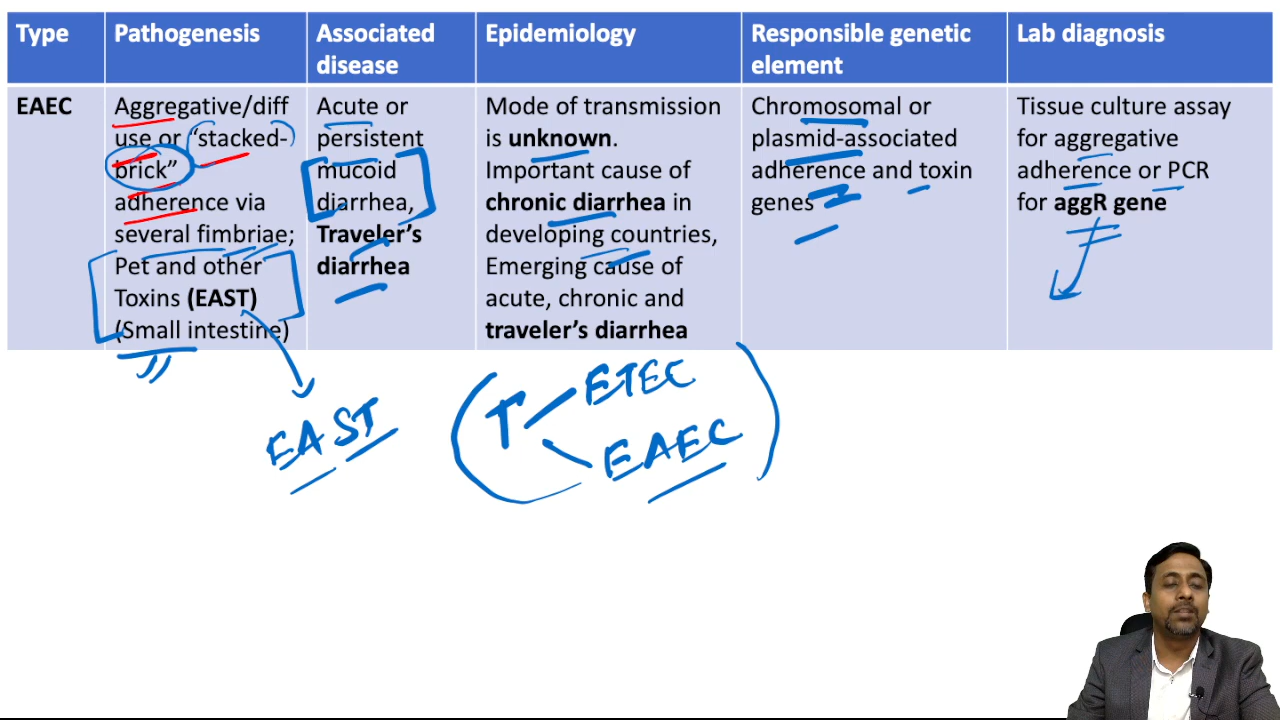 Type
Pathogenesis
Associated
disease
Epidemiology
Responsible genetic
element
Lab diagnosis
EAEC
Aggregative/diff
use or “stacked-
brick”
adherence via
several fimbriae;
Pet and other
Toxins (EAST)
(Small intestine)
Acute or
persistent
mucoid
diarrhea,
Traveler’s
diarrhea
Mode of transmission
is unknown.
Important cause of
chronic diarrhea in
developing countries,
Emerging cause of
acute, chronic and
traveler’s diarrhea
Chromosomal or
plasmid-associated
adherence and toxin
genes
Tissue culture assay
for aggregative
adherence or PCR
for aggR gene
EAST
T
ETEC
EAEC